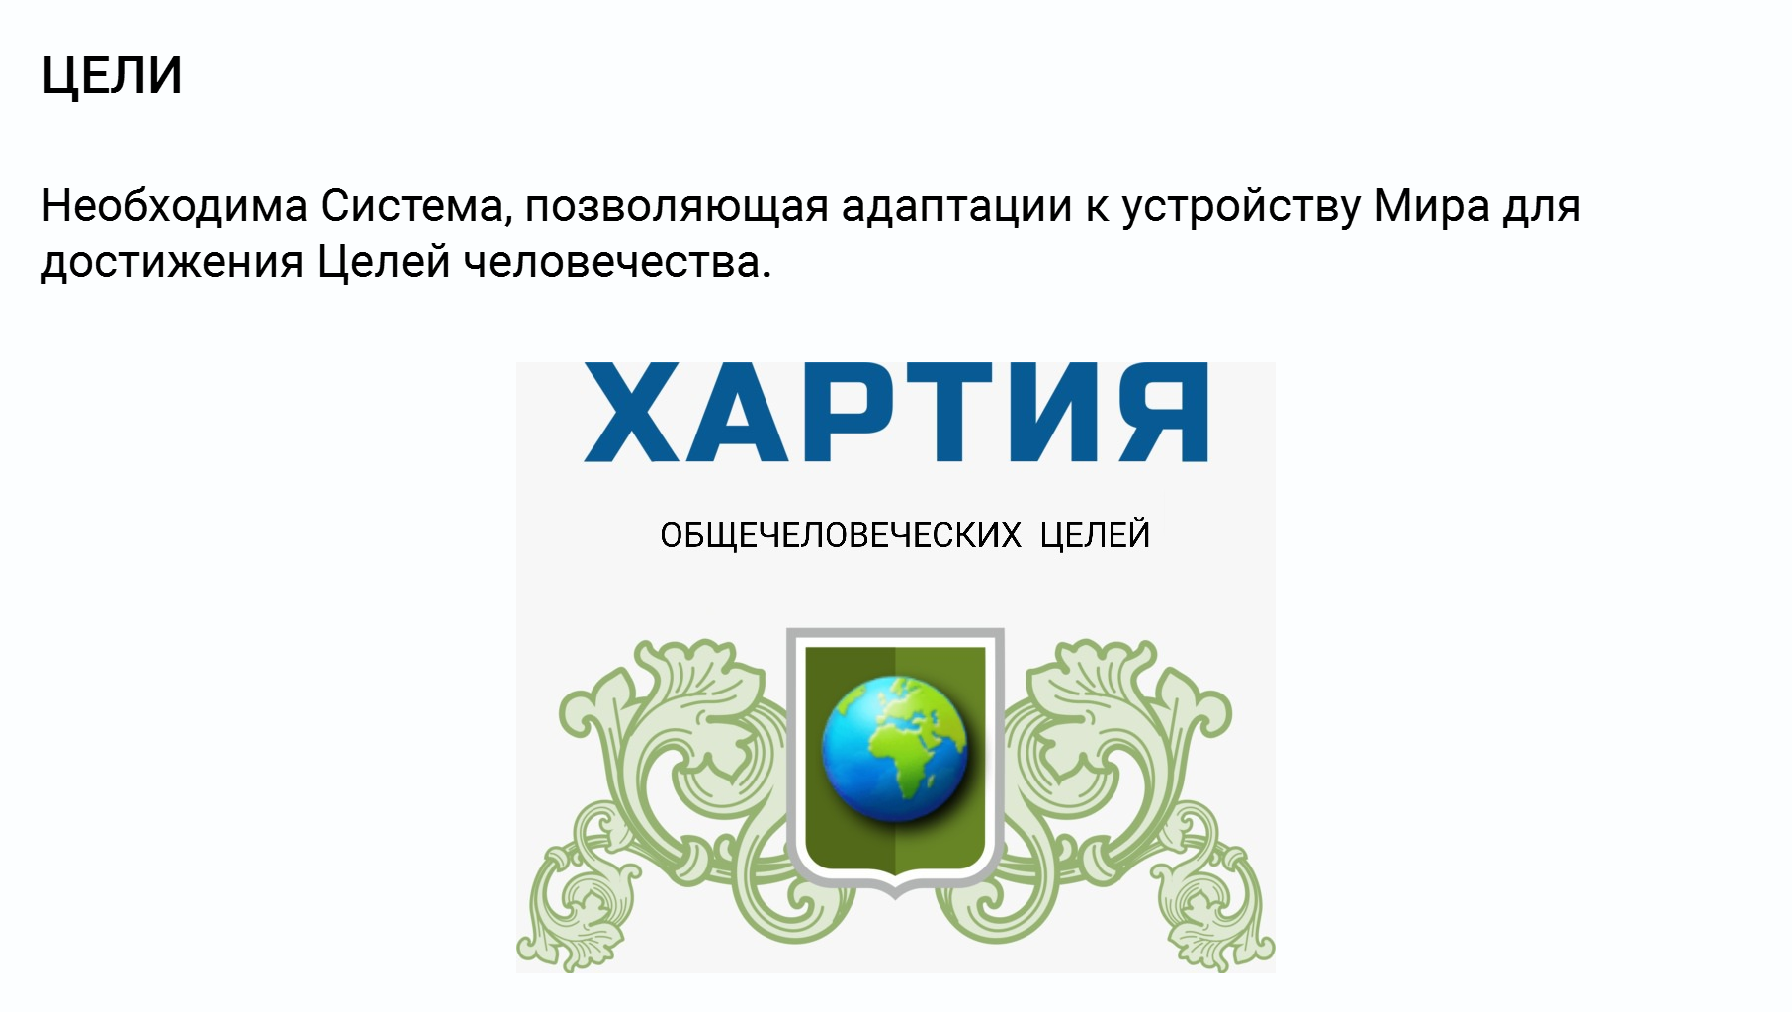 ЦЕЛИ
Необходима Система, позволяющая адаптации к устройству Мира для
достижения Целей человечества.
ХАРТИЯ
ОБЩЕЧЕЛОВЕЧЕСКИХ ЦЕЛЕЙ